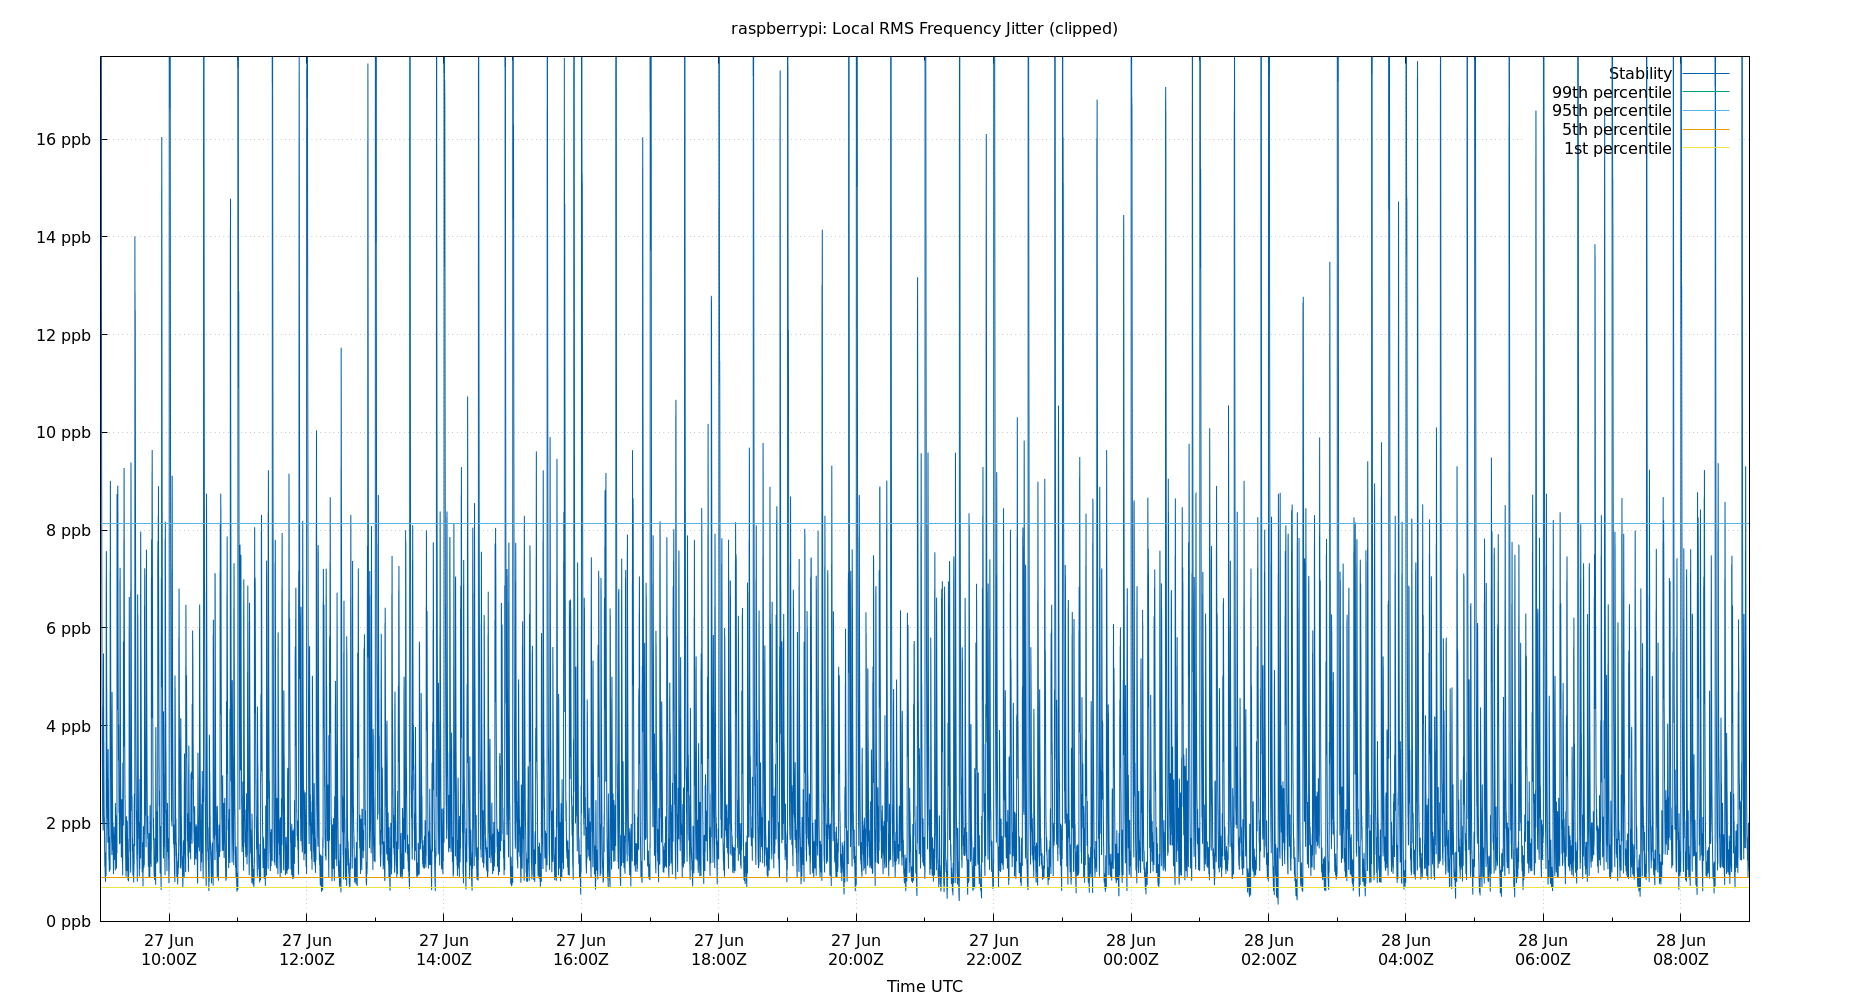 raspberrypi: Local RMS Frequency Jitter (clipped)
Stability
99th percentile
95th percentile
5th percentile
1st percentile
16 ppb
14 ppb
12 ppb
10 ppb
8 ppb
6 ppb
4 ppb
2 ppb
0 ppb
27 Jun 27 Jun 27 Jun 27 Jun 27 Jun 27 Jun 27 Jun 28 Jun 28 Jun 28 Jun 28 Jun 28 Jun
10:00Z 12:00Z 14:00Z 16:00Z 18:00Z 20:00Z 22:00Z 00:00Z 02:00Z 04:00Z 06:00Z 08:00Z
Time UTC